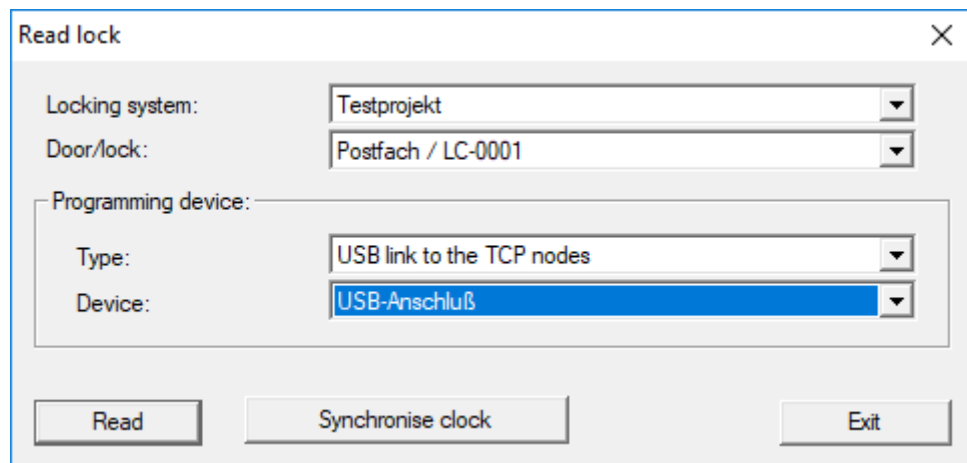 Read lock
Locking system: Testprojekt
Door/lock: Postfach / LC-0001
Programming device:
Type: USB link to the TCP nodes
Device: USB-Anschluß
Read Synchronise clock Exit